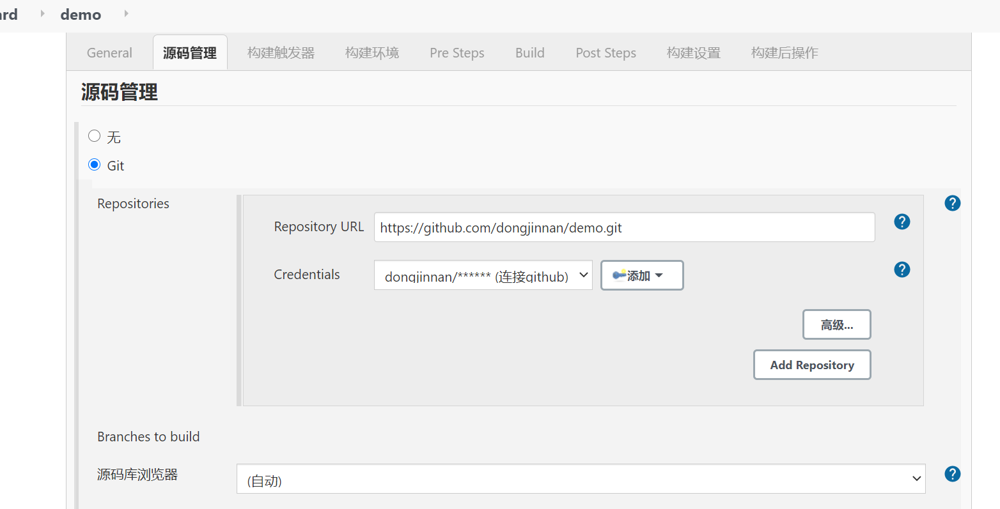 demo
General 源码管理 构建触发器 构建环境 Pre Steps Build Post Steps 构建设置 构建后操作
源码管理
无
Git
Repositories
Repository URL https://github.com/dongjinnan/demo.git
Credentials dongjinnan/****** (连接github) 添加
高级...
Add Repository
Branches to build
源码库浏览器 (自动)